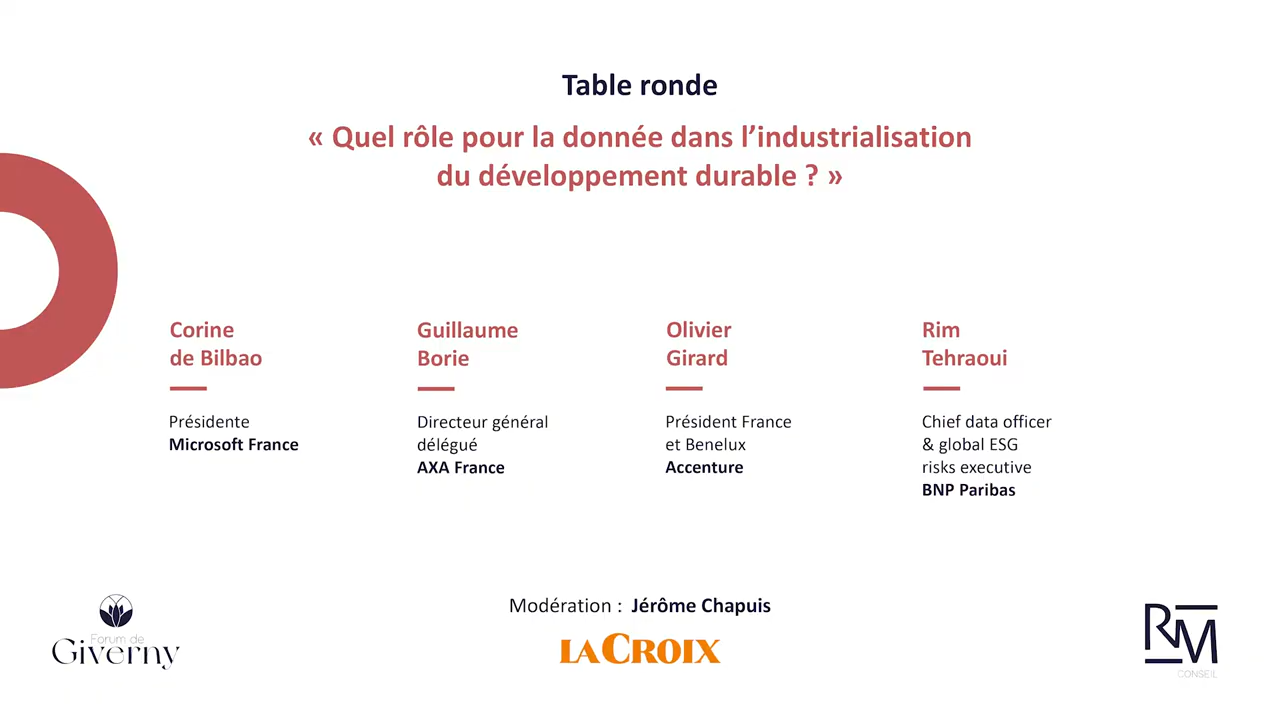 Table ronde
« Quel rôle pour la donnée dans l’industrialisation
du développement durable ? »
Corine
de Bilbao
Présidente
Microsoft France
Guillaume
Borie
Directeur général
délégué
AXA France
Olivier
Girard
Président France
et Benelux
Accenture
Rim
Tehraoui
Chief data officer
& global ESG
risks executive
BNP Paribas
Forum de
Giverny
Modération : Jérôme Chapuis
LACROIX
RM
CONSEIL